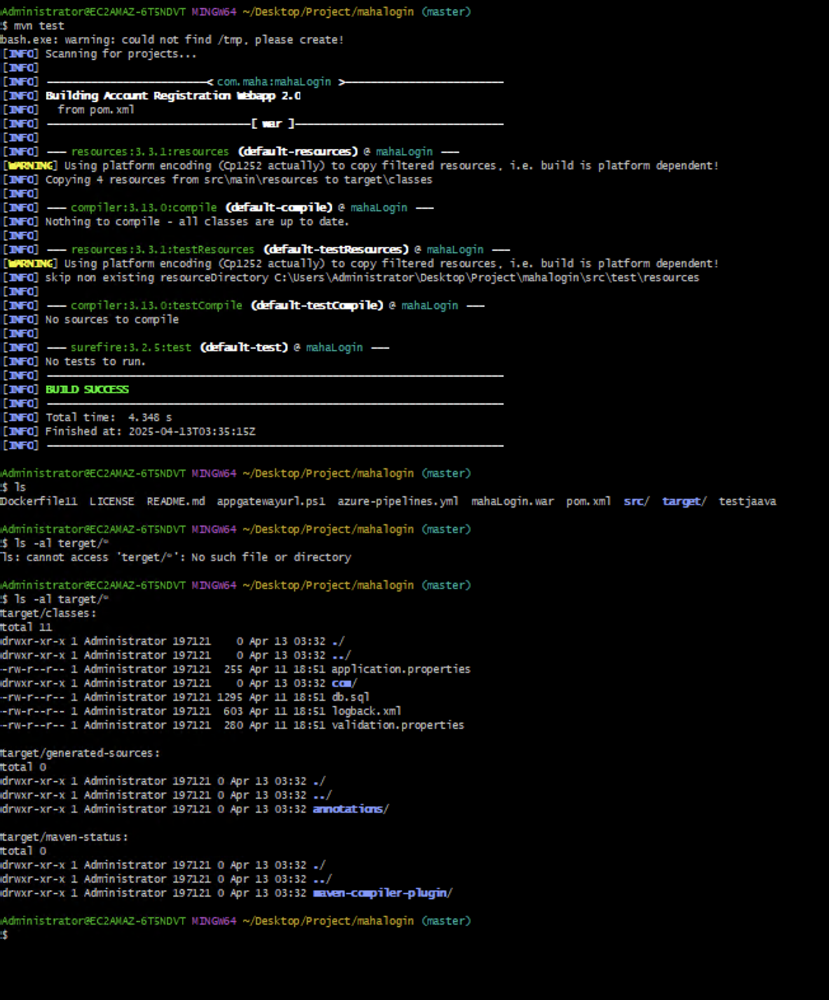 Administrator@EC2AMAZ-6T5NDVT MINGW64 ~/Desktop/Project/mahalogin (master)
$ mvn test
bash.exe: warning: could not find /tmp, please create!
[INFO] Scanning for projects...
[INFO]
[INFO] -------------------------< com.maha:mahaLogin >-------------------------
[INFO] Building Account Registration Webapp 2.0
[INFO]   from pom.xml
[INFO] --------------------------------[ war ]---------------------------------
[INFO]
[INFO] --- resources:3.3.1:resources (default-resources) @ mahaLogin ---
[WARNING] Using platform encoding (Cp1252 actually) to copy filtered resources, i.e. build is platform dependent!
[INFO] Copying 4 resources from src\main\resources to target\classes
[INFO]
[INFO] --- compiler:3.13.0:compile (default-compile) @ mahaLogin ---
[INFO] Nothing to compile - all classes are up to date.
[INFO]
[INFO] --- resources:3.3.1:testResources (default-testResources) @ mahaLogin ---
[WARNING] Using platform encoding (Cp1252 actually) to copy filtered resources, i.e. build is platform dependent!
[INFO] skip non existing resourceDirectory C:\Users\Administrator\Desktop\Project\mahalogin\src\test\resources
[INFO]
[INFO] --- compiler:3.13.0:testCompile (default-testCompile) @ mahaLogin ---
[INFO] No sources to compile
[INFO]
[INFO] --- surefire:3.2.5:test (default-test) @ mahaLogin ---
[INFO] No tests to run.
[INFO] ------------------------------------------------------------------------
[INFO] BUILD SUCCESS
[INFO] ------------------------------------------------------------------------
[INFO] Total time:  4.348 s
[INFO] Finished at: 2025-04-13T03:35:15Z
[INFO] ------------------------------------------------------------------------
Administrator@EC2AMAZ-6T5NDVT MINGW64 ~/Desktop/Project/mahalogin (master)
$ ls
Dockerfile11  LICENSE  README.md  appgatewayurl.ps1  azure-pipelines.yml  mahaLogin.war  pom.xml  src/  target/  testjaava
Administrator@EC2AMAZ-6T5NDVT MINGW64 ~/Desktop/Project/mahalogin (master)
$ ls -al terget/*
ls: cannot access 'terget/*': No such file or directory
Administrator@EC2AMAZ-6T5NDVT MINGW64 ~/Desktop/Project/mahalogin (master)
$ ls -al target/*
target/classes:
total 11
drwxr-xr-x 1 Administrator 197121    0 Apr 13 03:32 ./
drwxr-xr-x 1 Administrator 197121    0 Apr 13 03:32 ../
-rw-r--r-- 1 Administrator 197121  255 Apr 11 18:51 application.properties
drwxr-xr-x 1 Administrator 197121    0 Apr 13 03:32 com/
-rw-r--r-- 1 Administrator 197121 1295 Apr 11 18:51 db.sql
-rw-r--r-- 1 Administrator 197121  603 Apr 11 18:51 logback.xml
-rw-r--r-- 1 Administrator 197121  280 Apr 11 18:51 validation.properties
target/generated-sources:
total 0
drwxr-xr-x 1 Administrator 197121 0 Apr 13 03:32 ./
drwxr-xr-x 1 Administrator 197121 0 Apr 13 03:32 ../
drwxr-xr-x 1 Administrator 197121 0 Apr 13 03:32 annotations/
target/maven-status:
total 0
drwxr-xr-x 1 Administrator 197121 0 Apr 13 03:32 ./
drwxr-xr-x 1 Administrator 197121 0 Apr 13 03:32 ../
drwxr-xr-x 1 Administrator 197121 0 Apr 13 03:32 maven-compiler-plugin/
Administrator@EC2AMAZ-6T5NDVT MINGW64 ~/Desktop/Project/mahalogin (master)
$